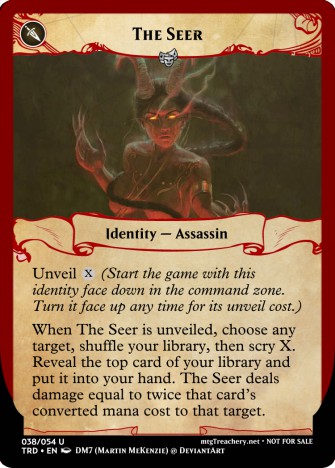 THE SEER
Identity — Assassin
Unveil X (Start the game with this
identity face down in the command zone.
Turn it face up any time for its unveil cost.)
When The Seer is unveiled, choose any
target, shuffle your library, then scry X.
Reveal the top card of your library and
put it into your hand. The Seer deals
damage equal to twice that card's
converted mana cost to that target.
038/054 U
mtgTreachery.net • NOT FOR SALE
TRD • EN DM7 (MARTIN MCKENZIE) @ DEVIANTART